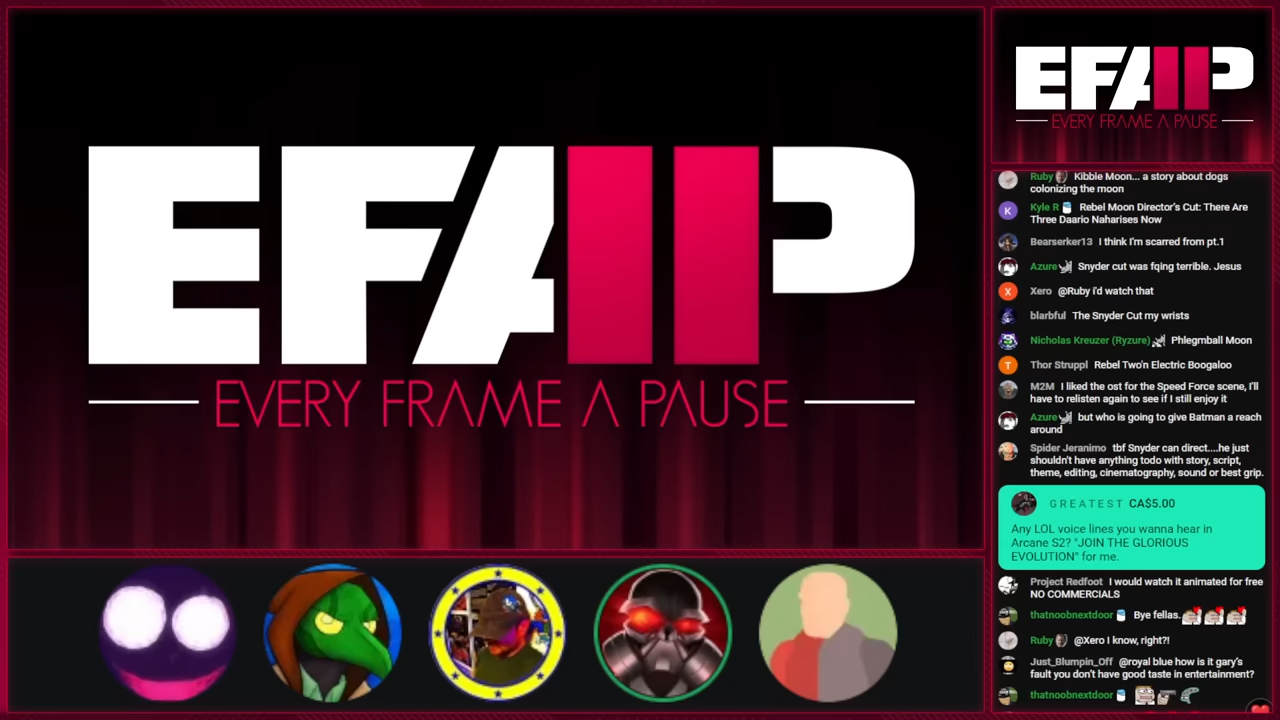 EFAP
EVERY FRAME A PAUSE
EFAP
EVERY FRAME A PAUSE
Ruby Kibble Moon... a story about dogs
colonizing the moon
K
Kyle R Rebel Moon Director's Cut: There Are
Three Daario Naharises Now
Bearserker13 I think I'm scarred from pt.1
Azure Snyder cut was fqing terrible. Jesus
X
Xero @Ruby i'd watch that
blarbful The Snyder Cut my wrists
Nicholas Kreuzer (Ryzure) Phlegmball Moon
T
Thor Struppl Rebel Two'n Electric Boogaloo
M2M I liked the ost for the Speed Force scene, I'll
have to relisten again to see if I still enjoy it
Azure but who is going to give Batman a reach
around
Spider Jeranimo tbf Snyder can direct....he just
shouldn't have anything todo with story, script,
theme, editing, cinematography, sound or best grip.
GREATEST CA$5.00
Any LOL voice lines you wanna hear in
Arcane S2? "JOIN THE GLORIOUS
EVOLUTION" for me.
Project Redfoot I would watch it animated for free
NO COMMERCIALS
thatnoobnextdoor Bye fellas.
Ruby @Xero I know, right?!
Just_Blumpin_Off @royal blue how is it gary's
fault you don't have good taste in entertainment?
thatnoobnextdoor